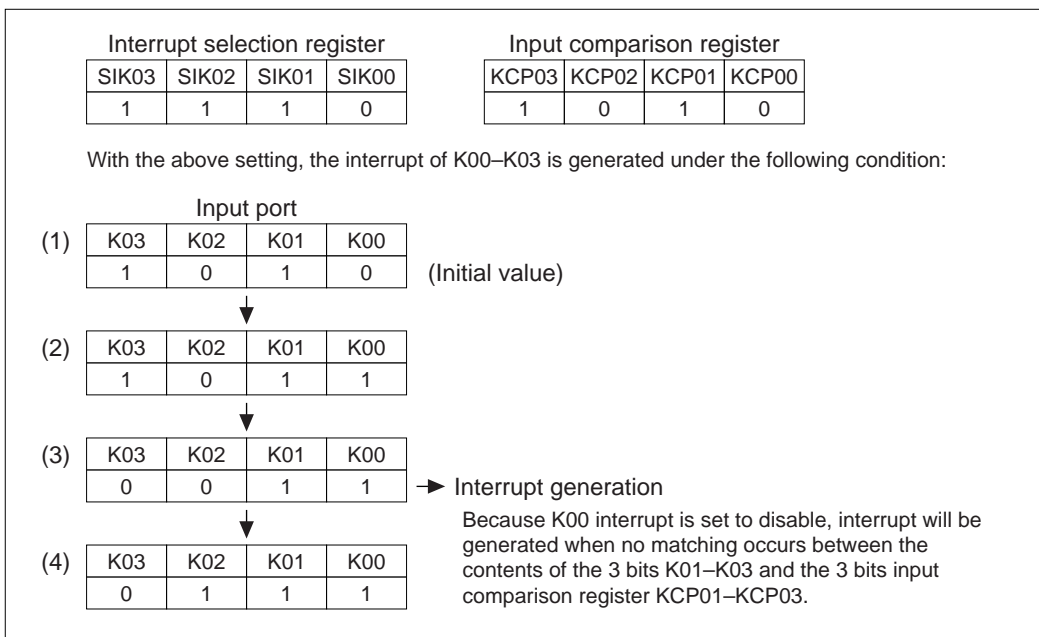 Interrupt selection register
SIK03 SIK02 SIK01 SIK00
1 1 1 0
Input comparison register
KCP03 KCP02 KCP01 KCP00
1 0 1 0
With the above setting, the interrupt of K00–K03 is generated under the following condition:
Input port
(1) K03 K02 K01 K00
1 0 1 0 (Initial value)
(2) K03 K02 K01 K00
1 0 1 1
(3) K03 K02 K01 K00
0 0 1 1 Interrupt generation
Because K00 interrupt is set to disable, interrupt will be
generated when no matching occurs between the
contents of the 3 bits K01–K03 and the 3 bits input
comparison register KCP01–KCP03.
(4) K03 K02 K01 K00
0 1 1 1